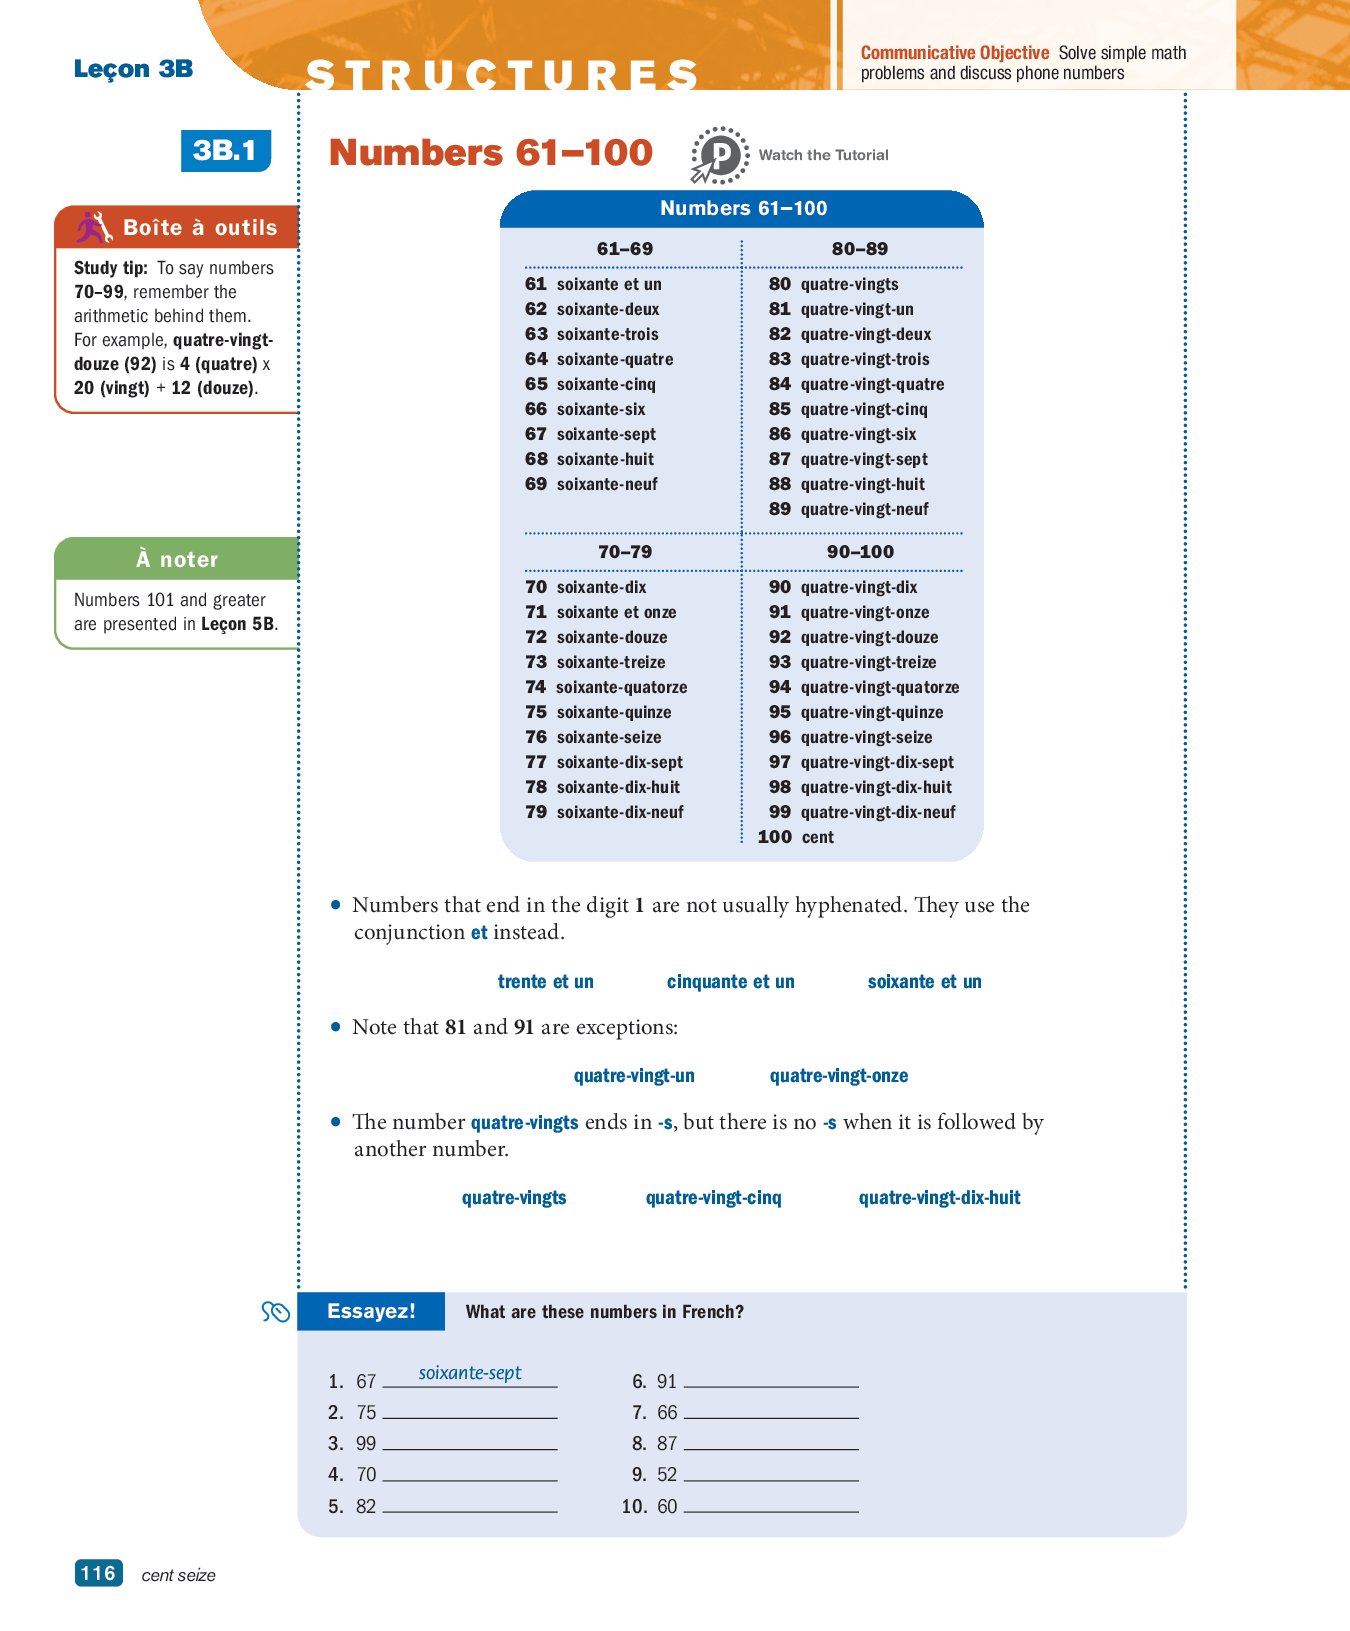 Leçon 3B
STRUCTURES
Communicative Objective Solve simple math
problems and discuss phone numbers
3B.1
Numbers 61–100
P
Watch the Tutorial
Boîte à outils
Study tip: To say numbers
70–99, remember the
arithmetic behind them.
For example, quatre-vingt-
douze (92) is 4 (quatre) x
20 (vingt) + 12 (douze).
À noter
Numbers 101 and greater
are presented in Leçon 5B.
Numbers 61–100
61–69
61 soixante et un
62 soixante-deux
63 soixante-trois
64 soixante-quatre
65 soixante-cinq
66 soixante-six
67 soixante-sept
68 soixante-huit
69 soixante-neuf
80–89
80 quatre-vingts
81 quatre-vingt-un
82 quatre-vingt-deux
83 quatre-vingt-trois
84 quatre-vingt-quatre
85 quatre-vingt-cinq
86 quatre-vingt-six
87 quatre-vingt-sept
88 quatre-vingt-huit
89 quatre-vingt-neuf
70–79
70 soixante-dix
71 soixante et onze
72 soixante-douze
73 soixante-treize
74 soixante-quatorze
75 soixante-quinze
76 soixante-seize
77 soixante-dix-sept
78 soixante-dix-huit
79 soixante-dix-neuf
90–100
90 quatre-vingt-dix
91 quatre-vingt-onze
92 quatre-vingt-douze
93 quatre-vingt-treize
94 quatre-vingt-quatorze
95 quatre-vingt-quinze
96 quatre-vingt-seize
97 quatre-vingt-dix-sept
98 quatre-vingt-dix-huit
99 quatre-vingt-dix-neuf
100 cent
• Numbers that end in the digit 1 are not usually hyphenated. They use the
conjunction et instead.
trente et un cinquante et un soixante et un
• Note that 81 and 91 are exceptions:
quatre-vingt-un quatre-vingt-onze
• The number quatre-vingts ends in -s, but there is no -s when it is followed by
another number.
quatre-vingts quatre-vingt-cinq quatre-vingt-dix-huit
Essayez! What are these numbers in French?
1. 67 soixante-sept
2. 75
3. 99
4. 70
5. 82
6. 91
7. 66
8. 87
9. 52
10. 60
116 cent seize